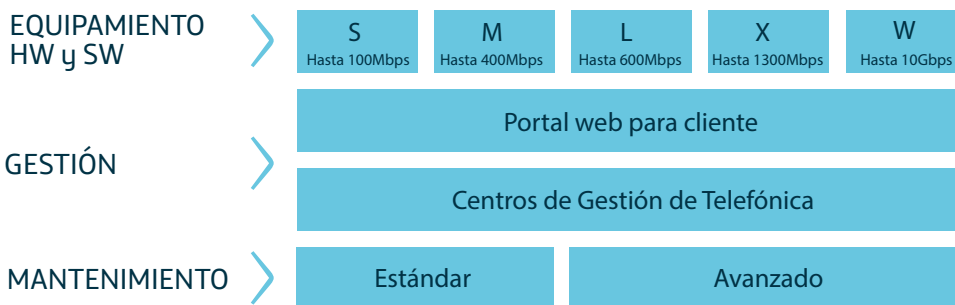 EQUIPAMIENTO
HW y SW
S
Hasta 100Mbps
M
Hasta 400Mbps
L
Hasta 600Mbps
X
Hasta 1300Mbps
W
Hasta 10Gbps
GESTIÓN
Portal web para cliente
Centros de Gestión de Telefónica
MANTENIMIENTO
Estándar
Avanzado